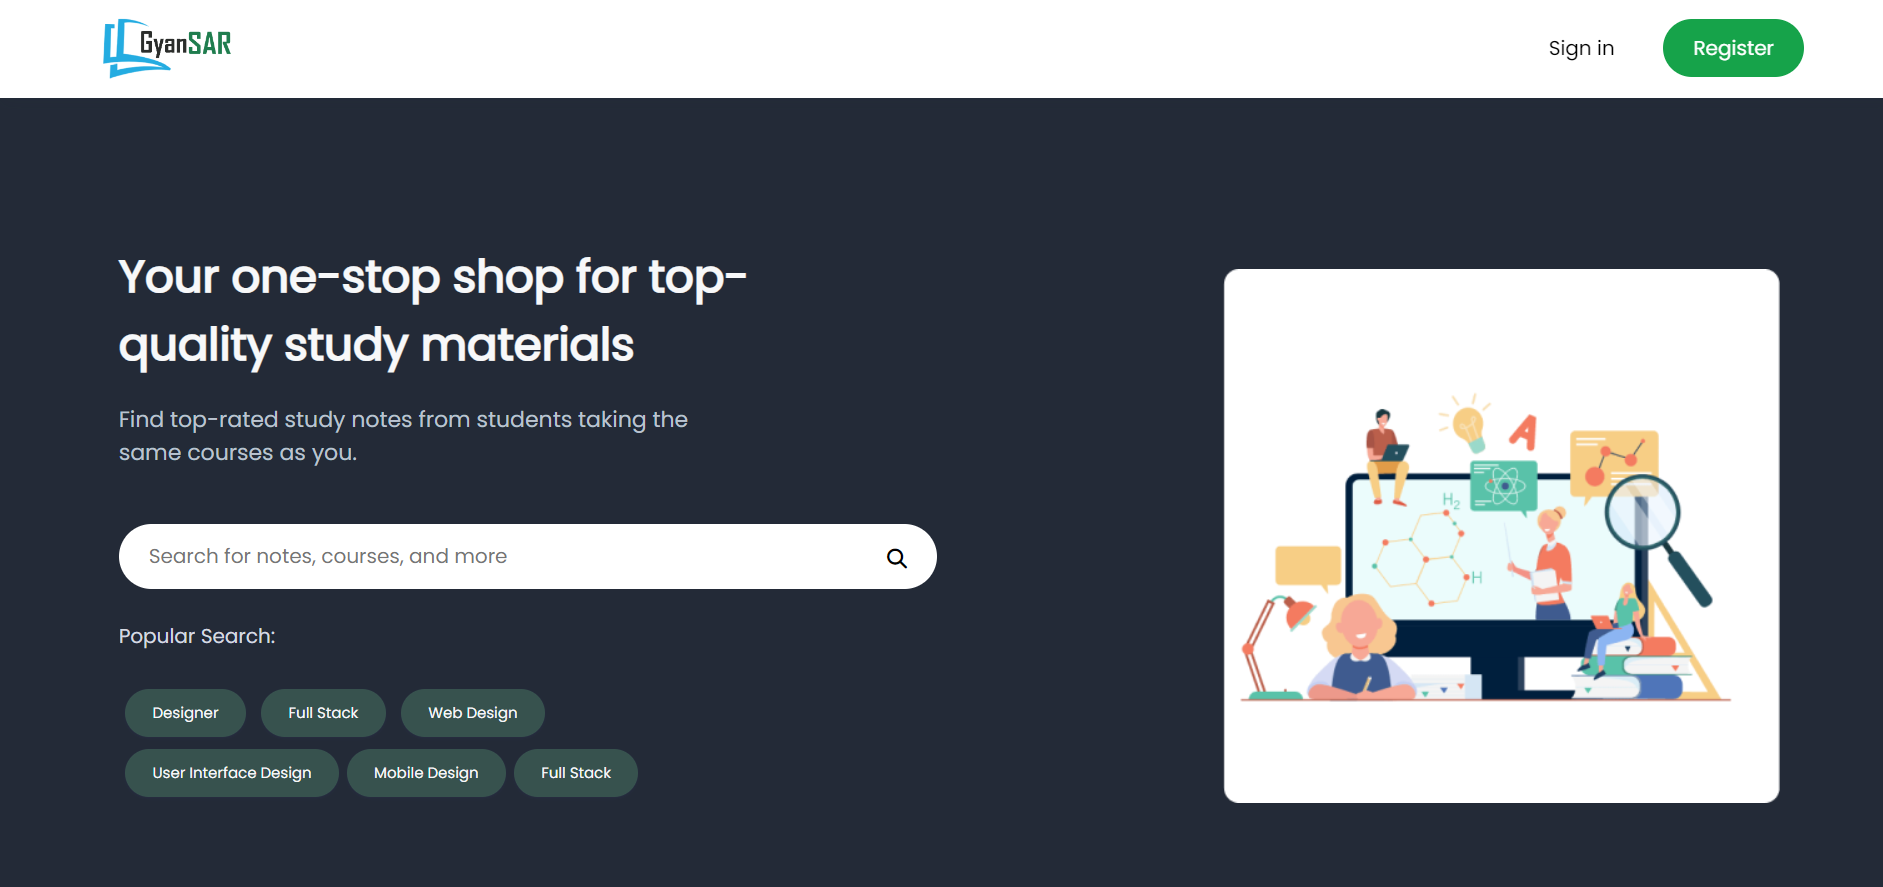 GyanSAR
Sign in
Register
Your one-stop shop for top-
quality study materials
Find top-rated study notes from students taking the
same courses as you.
Search for notes, courses, and more
Popular Search:
Designer
Full Stack
Web Design
User Interface Design
Mobile Design
Full Stack
A
H2
H